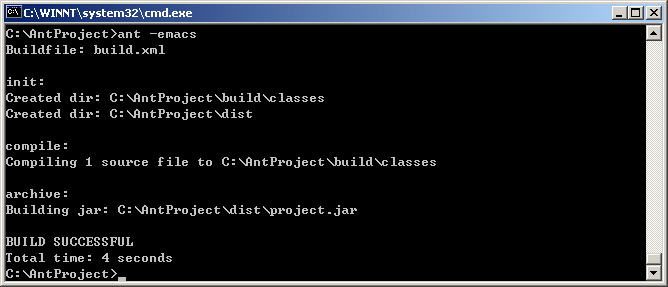 C:\WINNT\system32\cmd.exe
C:\AntProject>ant -emacs
Buildfile: build.xml
init:
Created dir: C:\AntProject\build\classes
Created dir: C:\AntProject\dist
compile:
Compiling 1 source file to C:\AntProject\build\classes
archive:
Building jar: C:\AntProject\dist\project.jar
BUILD SUCCESSFUL
Total time: 4 seconds
C:\AntProject>_